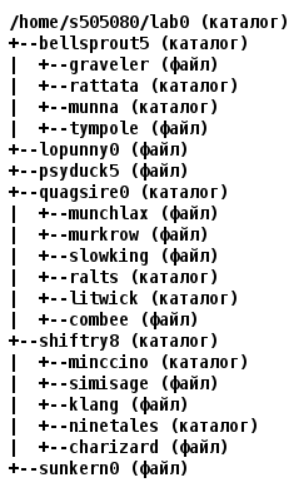 /home/s505080/lab0 (каталог)
+--bellsprout5 (каталог)
|  +--graveler (файл)
|  +--rattata (каталог)
|  +--munna (каталог)
|  +--tympole (файл)
+--lopunny0 (файл)
+--psyduck5 (файл)
+--quagsire0 (каталог)
|  +--munchlax (файл)
|  +--murkrow (файл)
|  +--slowking (файл)
|  +--ralts (каталог)
|  +--litwick (каталог)
|  +--combee (файл)
+--shiftry8 (каталог)
|  +--minccino (каталог)
|  +--simisage (файл)
|  +--klang (файл)
|  +--ninetales (каталог)
|  +--charizard (файл)
+--sunkern0 (файл)